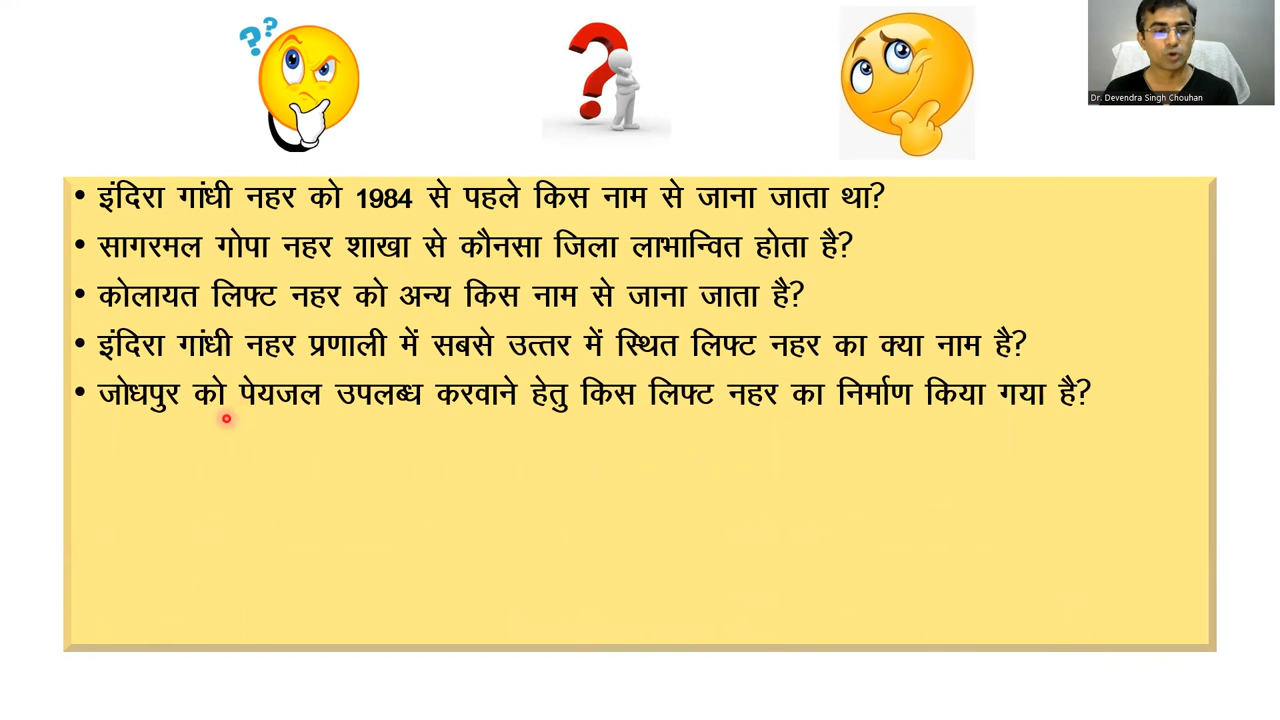 Dr. Devendra Singh Chouhan
• इंदिरा गांधी नहर को 1984 से पहले किस नाम से जाना जाता था?
• सागरमल गोपा नहर शाखा से कौनसा जिला लाभान्वित होता है?
• कोलायत लिफ्ट नहर को अन्य किस नाम से जाना जाता है?
• इंदिरा गांधी नहर प्रणाली में सबसे उत्तर में स्थित लिफ्ट नहर का क्या नाम है?
• जोधपुर को पेयजल उपलब्ध करवाने हेतु किस लिफ्ट नहर का निर्माण किया गया है?